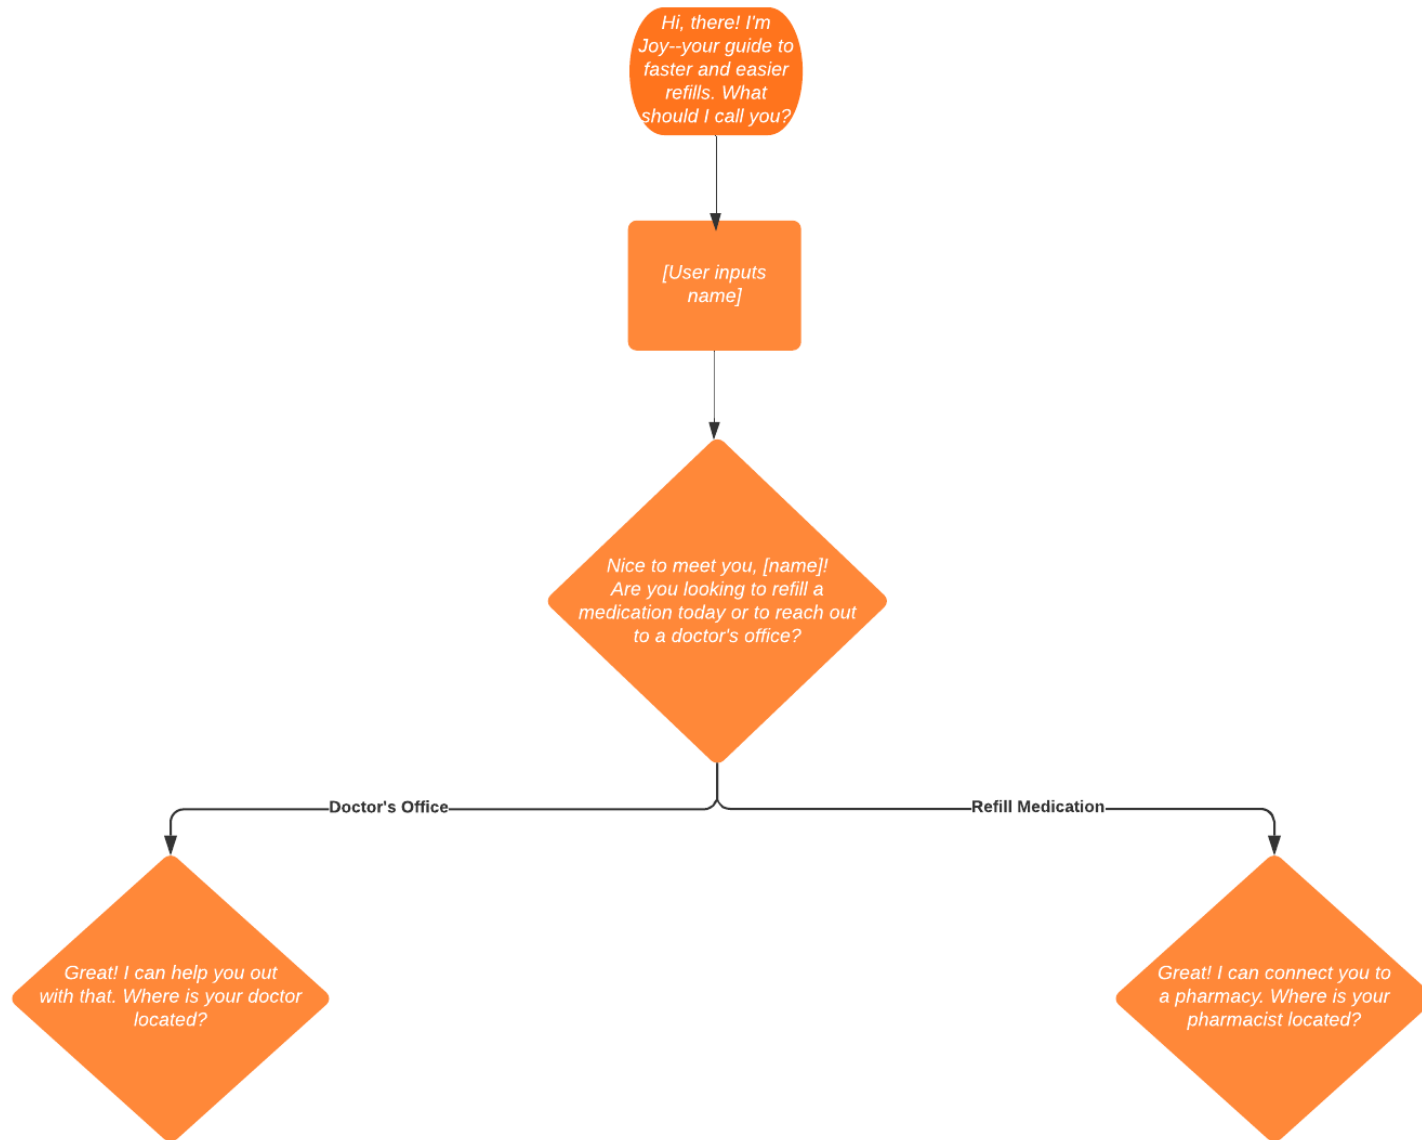 Hi, there! I'm
Joy--your guide to
faster and easier
refills. What
should I call you?
[User inputs
name]
Nice to meet you, [name]!
Are you looking to refill a
medication today or to reach out
to a doctor's office?
Doctor's Office
Refill Medication
Great! I can help you out
with that. Where is your doctor
located?
Great! I can connect you to
a pharmacy. Where is your
pharmacist located?